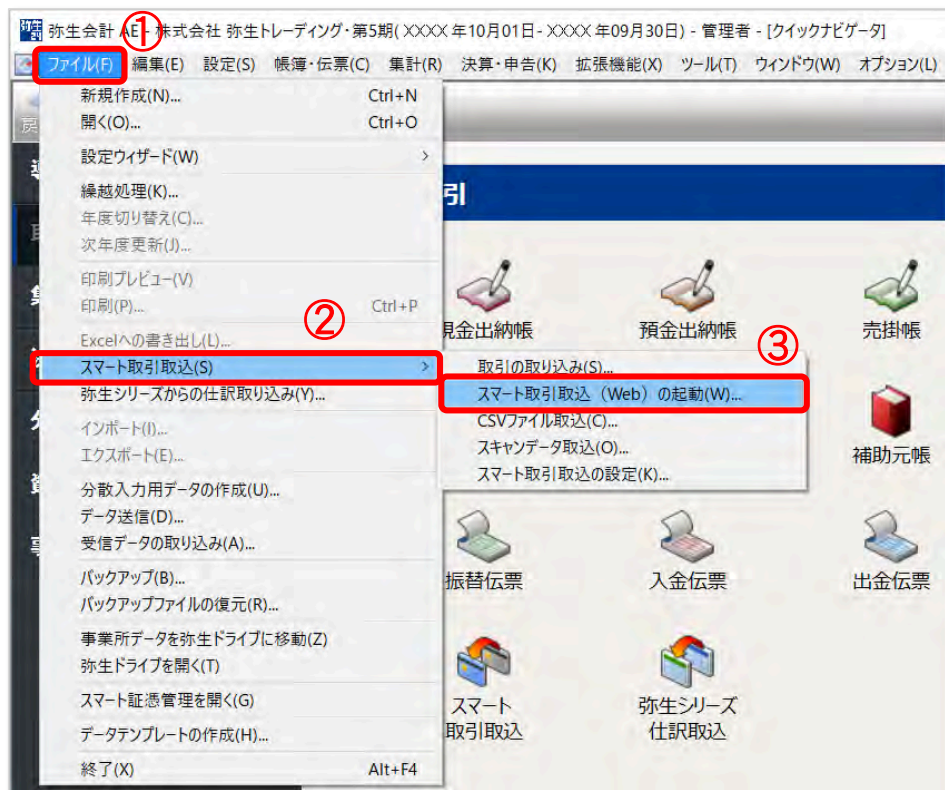 弥生会計 AE - 株式会社 弥生トレーディング・第5期( XXXX 年10月01日- XXXX 年09月30日) - 管理者 - [クイックナビゲータ]
①
ファイル(F) 編集(E) 設定(S) 帳簿・伝票(C) 集計(R) 決算・申告(K) 拡張機能(X) ツール(T) ウィンドウ(W) オプション(L)
新規作成(N)... Ctrl+N
開く(O)... Ctrl+O
設定ウィザード(W) >
繰越処理(K)...
年度切り替え(C)...
次年度更新(J)...
印刷プレビュー(V)
印刷(P)... Ctrl+P
②
Excelへの書き出し(L)...
スマート取引取込(S) >
弥生シリーズからの仕訳取り込み(Y)...
インポート(I)...
エクスポート(E)...
分散入力用データの作成(U)...
データ送信(D)...
受信データの取り込み(A)...
バックアップ(B)...
バックアップファイルの復元(R)...
事業所データを弥生ドライブに移動(Z)
弥生ドライブを開く(T)
スマート証憑管理を開く(G)
データテンプレートの作成(H)...
終了(X) Alt+F4
引
現金出納帳 預金出納帳 売掛帳
③
取引の取り込み(S)...
スマート取引取込（Web）の起動(W)...
CSVファイル取込(C)...
スキャンデータ取込(O)...
スマート取引取込の設定(K)...
補助元帳
振替伝票 入金伝票 出金伝票
スマート
取引取込
弥生シリーズ
仕訳取込